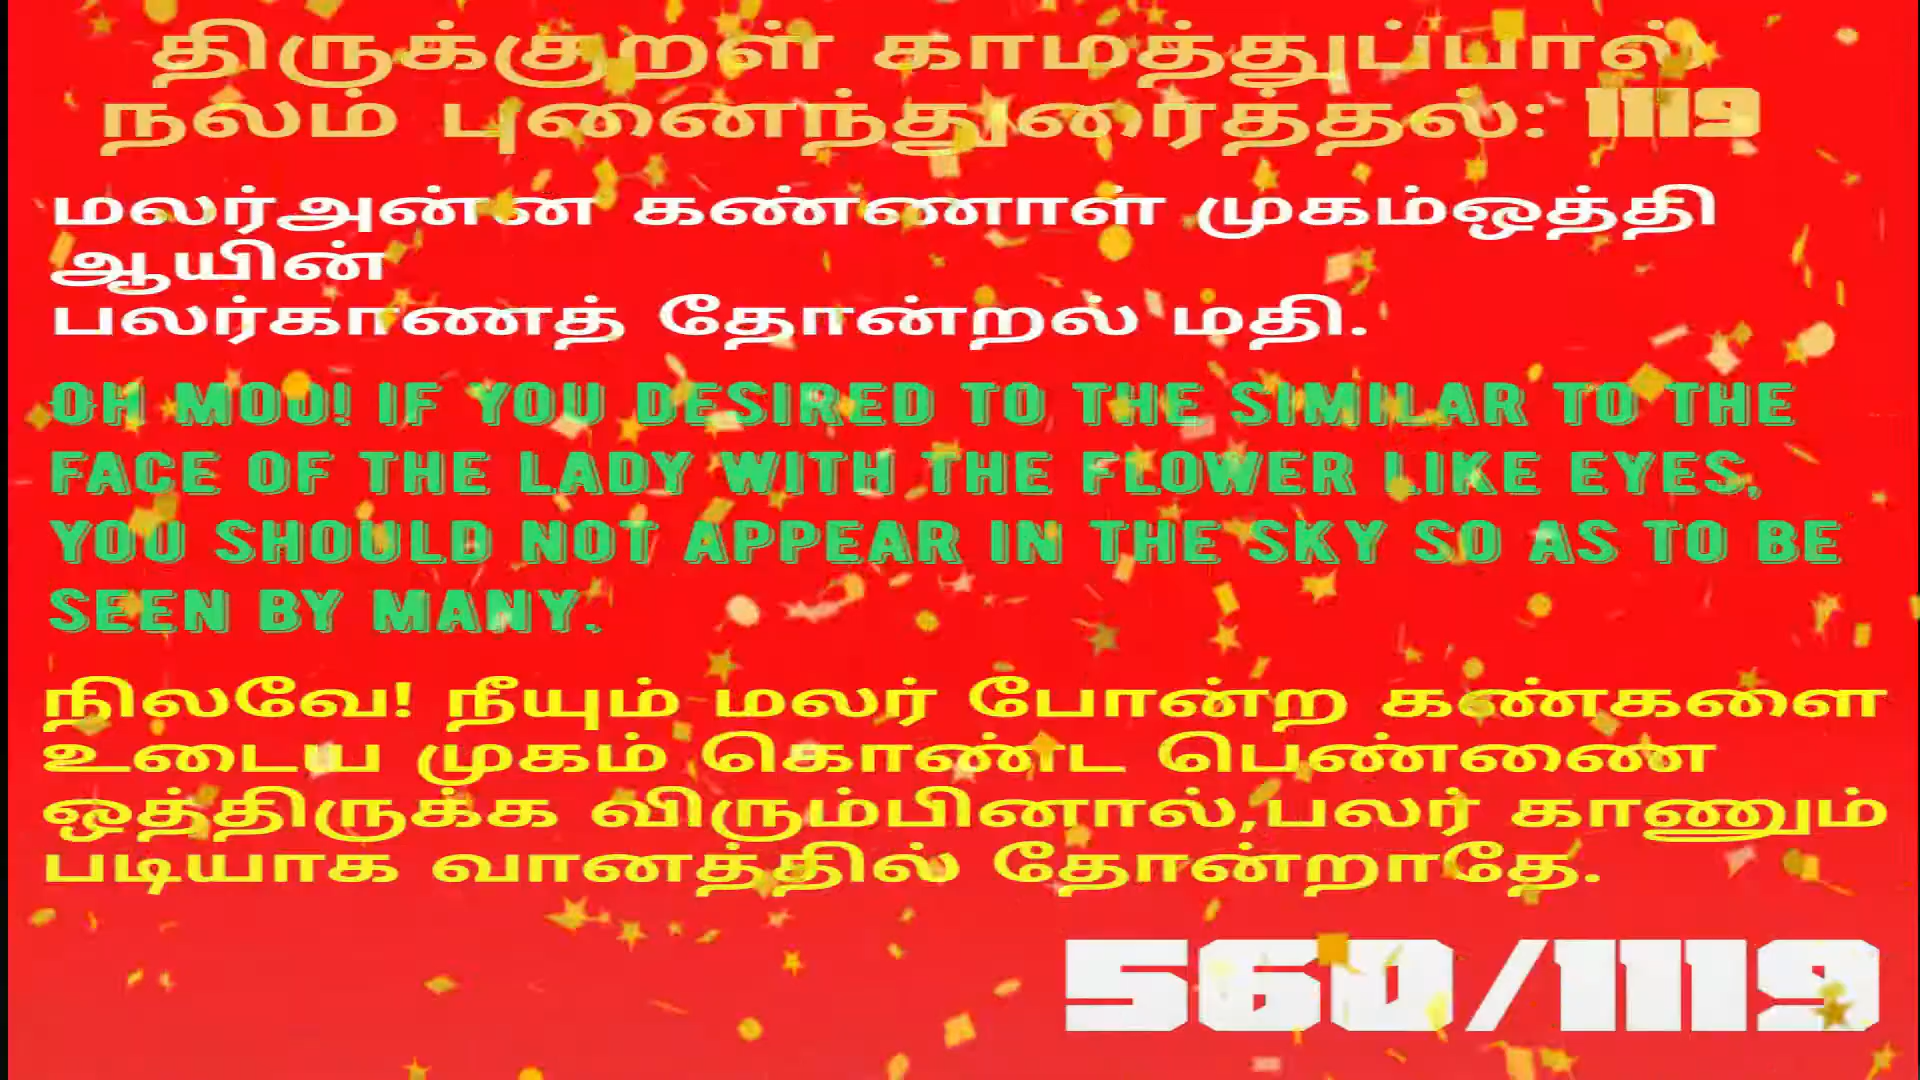 திருக்குறள் காமத்துப்பால்
நலம் புனைந்துரைத்தல்: 1119
மலர்அன்ன கண்ணாள் முகம்ஒத்தி
ஆயின்
பலர்காணத் தோன்றல் மதி.
OH MOO! IF YOU DESIRED TO THE SIMILAR TO THE
FACE OF THE LADY WITH THE FLOWER LIKE EYES,
YOU SHOULD NOT APPEAR IN THE SKY SO AS TO BE
SEEN BY MANY.
நிலவே! நீயும் மலர் போன்ற கண்களை
உடைய முகம் கொண்ட பெண்ணை
ஒத்திருக்க விரும்பினால்,பலர் காணும்
படியாக வானத்தில் தோன்றாதே.
560/1119